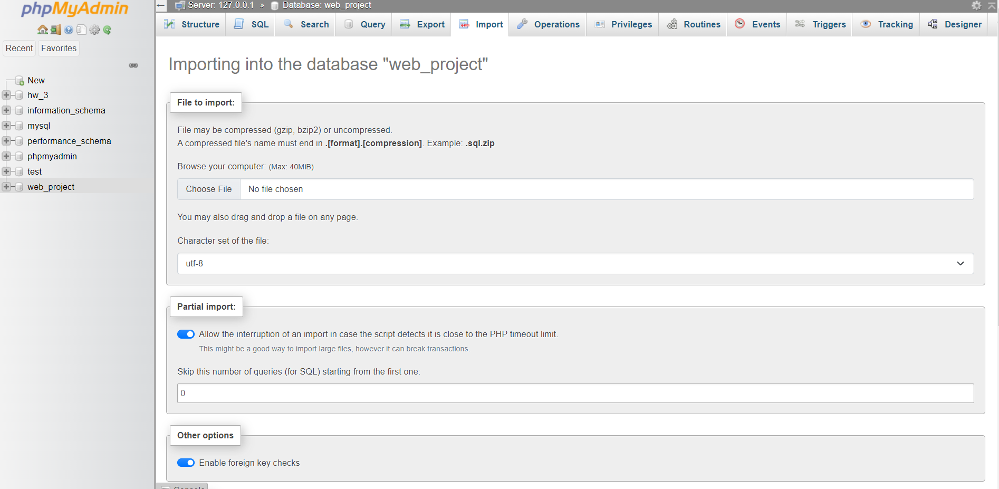 phpMyAdmin
Recent Favorites
New
hw_3
information_schema
mysql
performance_schema
phpmyadmin
test
web_project
Server: 127.0.0.1 » Database: web_project
Structure SQL Search Query Export Import Operations Privileges Routines Events Triggers Tracking Designer
Importing into the database "web_project"
File to import:
File may be compressed (gzip, bzip2) or uncompressed.
A compressed file's name must end in .[format].[compression]. Example: .sql.zip
Browse your computer: (Max: 40MiB)
Choose File No file chosen
You may also drag and drop a file on any page.
Character set of the file:
utf-8
Partial import:
Allow the interruption of an import in case the script detects it is close to the PHP timeout limit.
This might be a good way to import large files, however it can break transactions.
Skip this number of queries (for SQL) starting from the first one:
0
Other options
Enable foreign key checks
Console